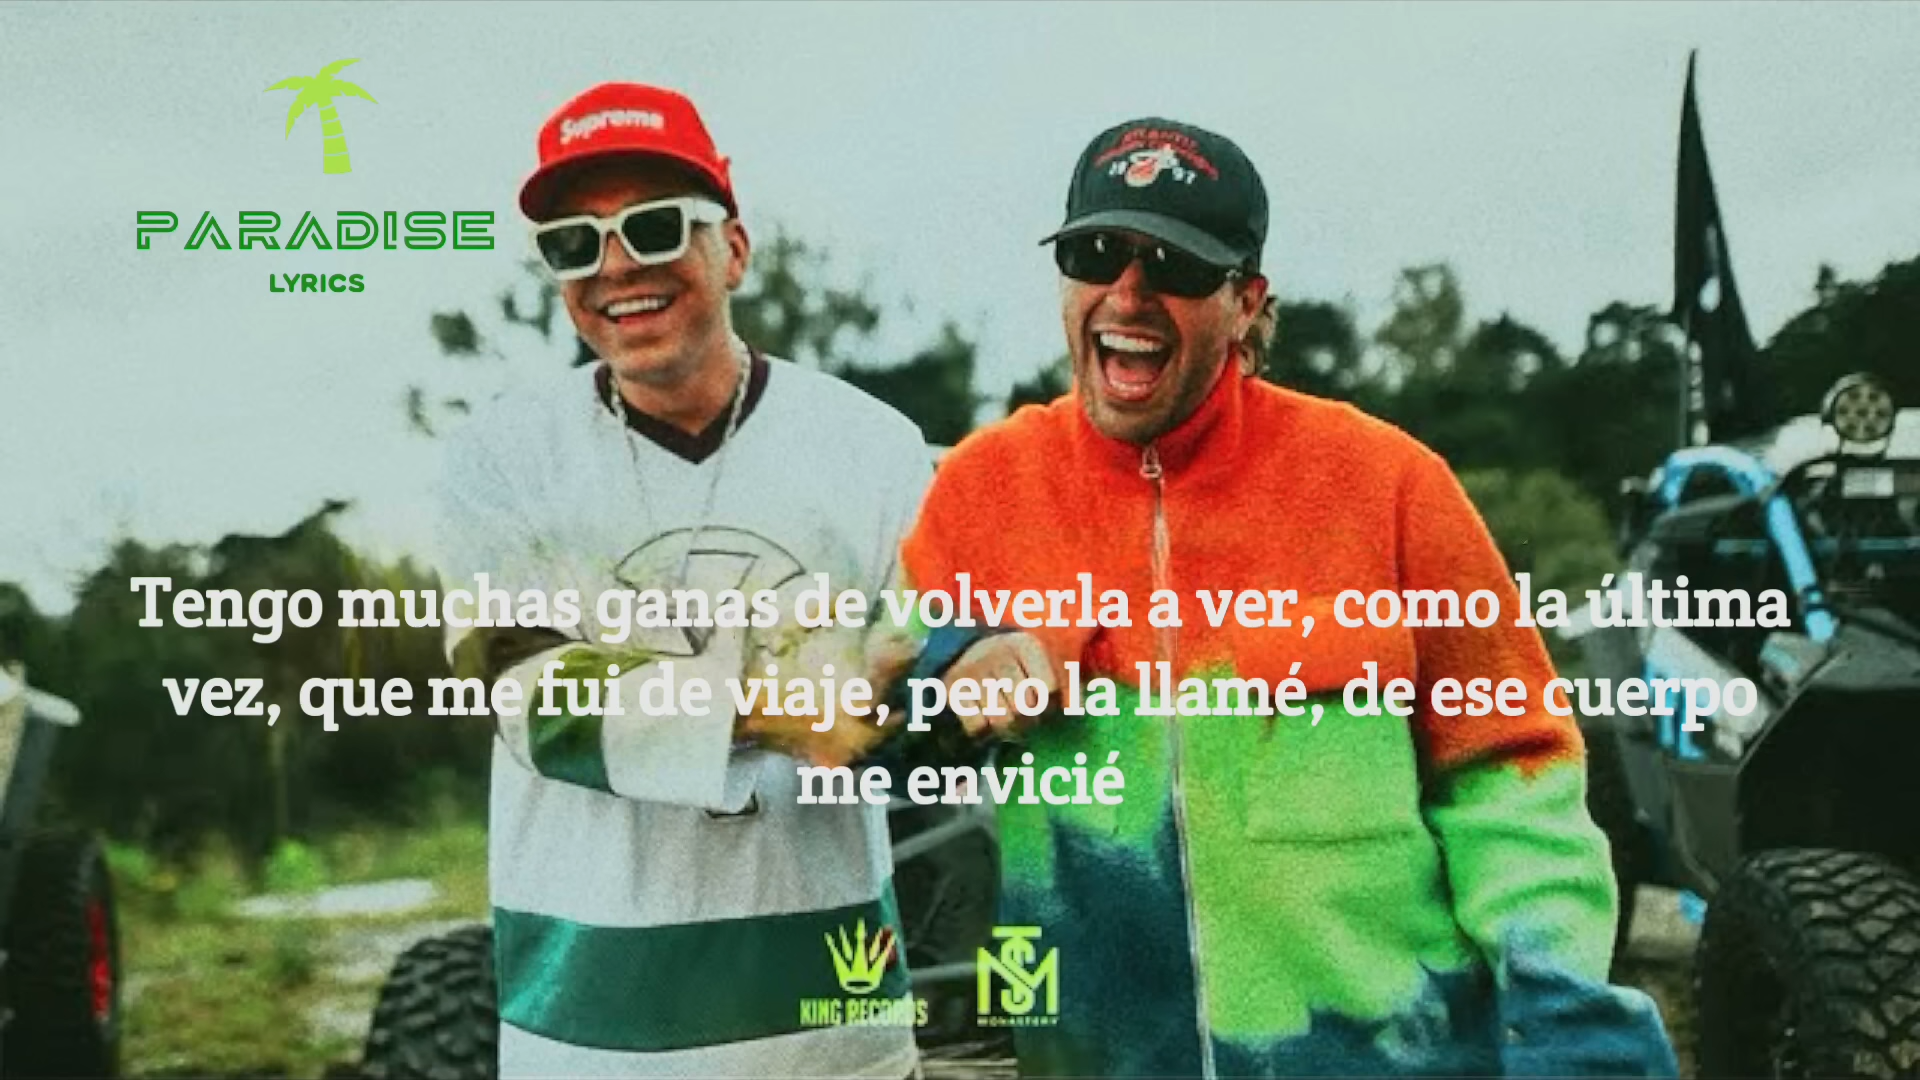 Supreme
PARADISE
LYRICS
Tengo muchas ganas de volverla a ver, como la última
vez, que me fui de viaje, pero la llamé, de ese cuerpo
me envicié
KING RECORDS
MONASTERY